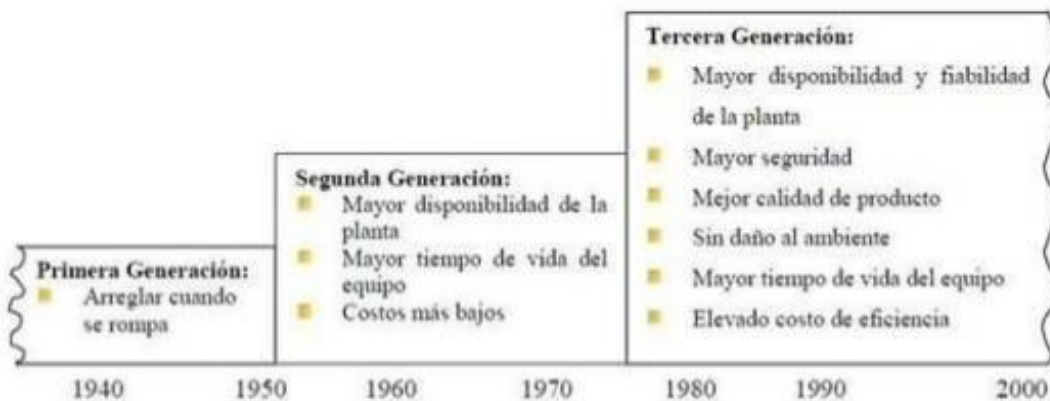 Primera Generación:
Arreglar cuando
se rompa
Segunda Generación:
Mayor disponibilidad de la
planta
Mayor tiempo de vida del
equipo
Costos más bajos
Tercera Generación:
Mayor disponibilidad y fiabilidad
de la planta
Mayor seguridad
Mejor calidad de producto
Sin daño al ambiente
Mayor tiempo de vida del equipo
Elevado costo de eficiencia
1940 1950 1960 1970 1980 1990 2000